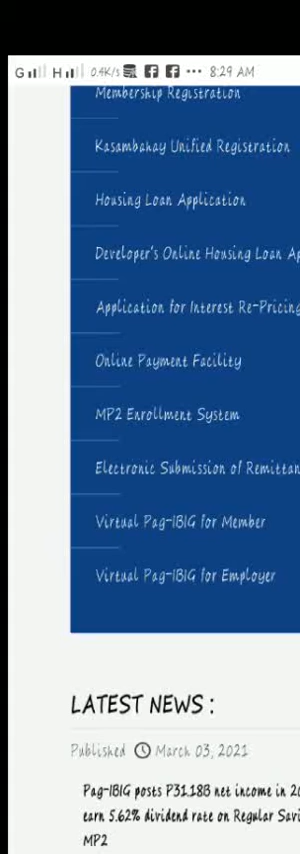 G H 0.4K/s ••• 8:29 AM
Membership Registration
Kasambahay Unified Registration
Housing Loan Application
Developer's Online Housing Loan Ap
Application for Interest Re-Pricing
Online Payment Facility
MP2 Enrollment System
Electronic Submission of Remittan
Virtual Pag-IBIG for Member
Virtual Pag-IBIG for Employer
LATEST NEWS :
Published March 03, 2021
Pag-IBIG posts P31.18B net income in 20
earn 5.62% dividend rate on Regular Savi
MP2